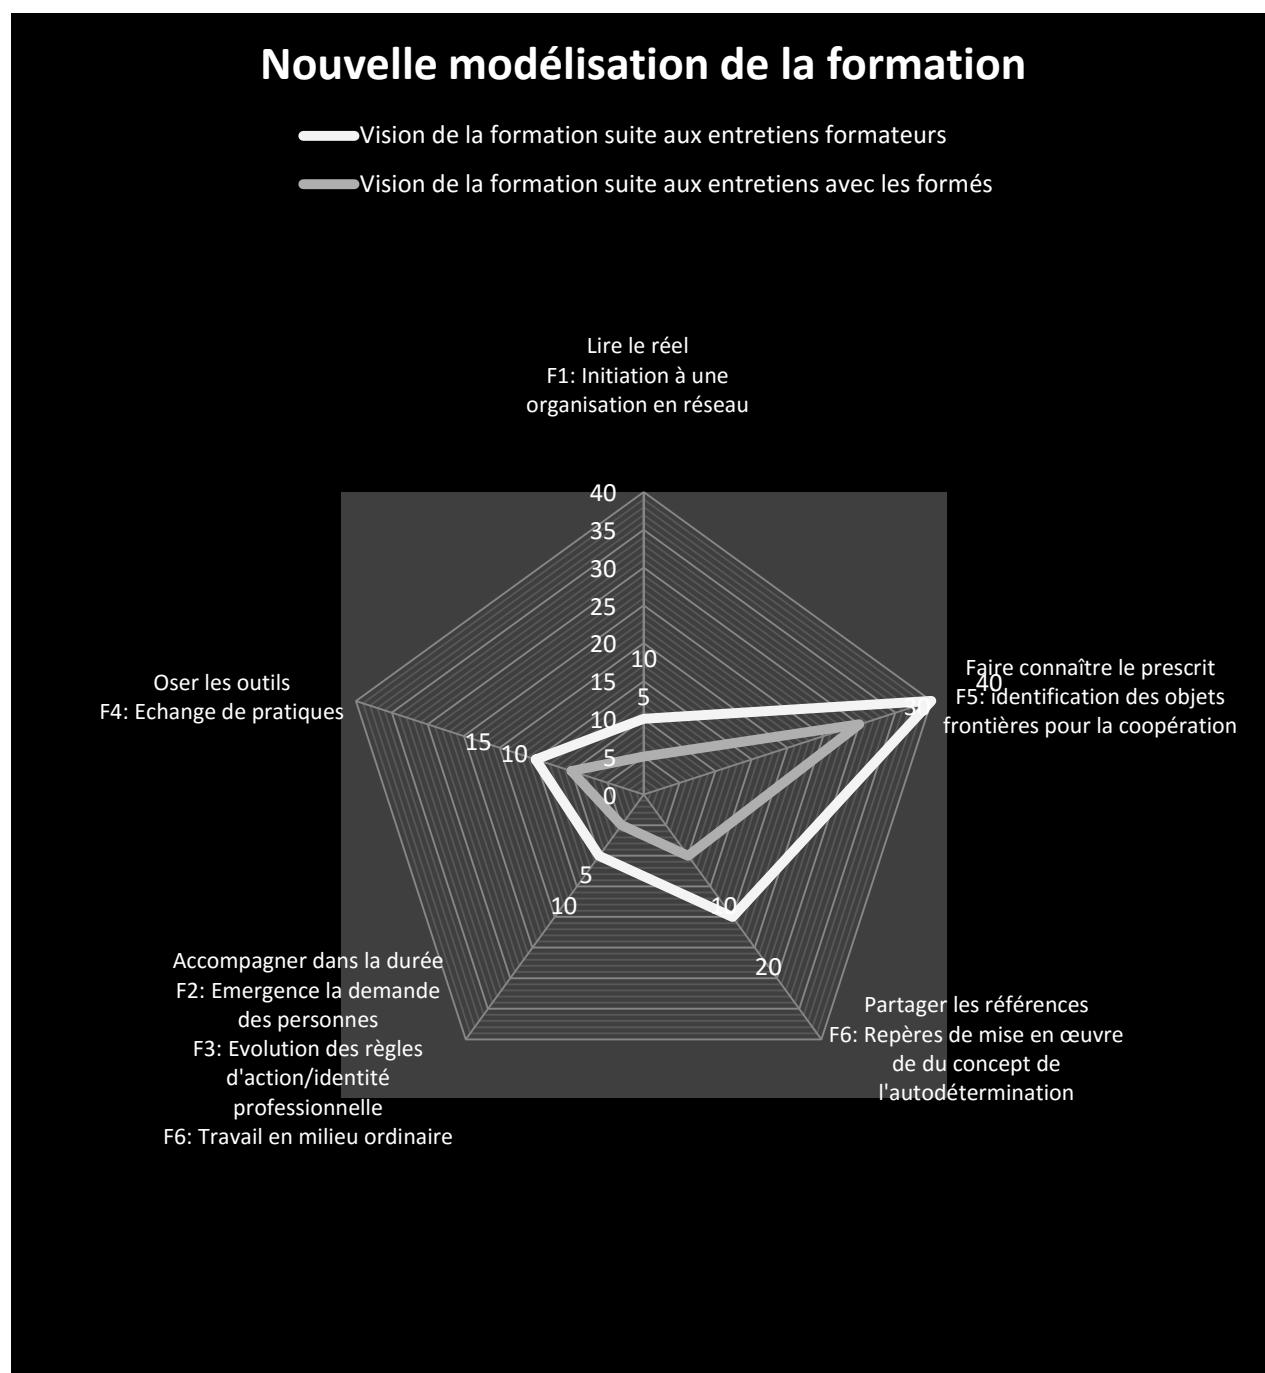 Nouvelle modélisation de la formation
Vision de la formation suite aux entretiens formateurs
Vision de la formation suite aux entretiens avec les formés
Lire le réel
F1: Initiation à une
organisation en réseau
40
35
30
25
20
15
10
5
0
10
5
Faire connaître le prescrit
F5: identification des objets
frontières pour la coopération
40
30
Oser les outils
F4: Echange de pratiques
15
10
5
10
10
20
Accompagner dans la durée
F2: Emergence la demande
des personnes
F3: Evolution des règles
d'action/identité
professionnelle
F6: Travail en milieu ordinaire
Partager les références
F6: Repères de mise en œuvre
de du concept de
l'autodétermination